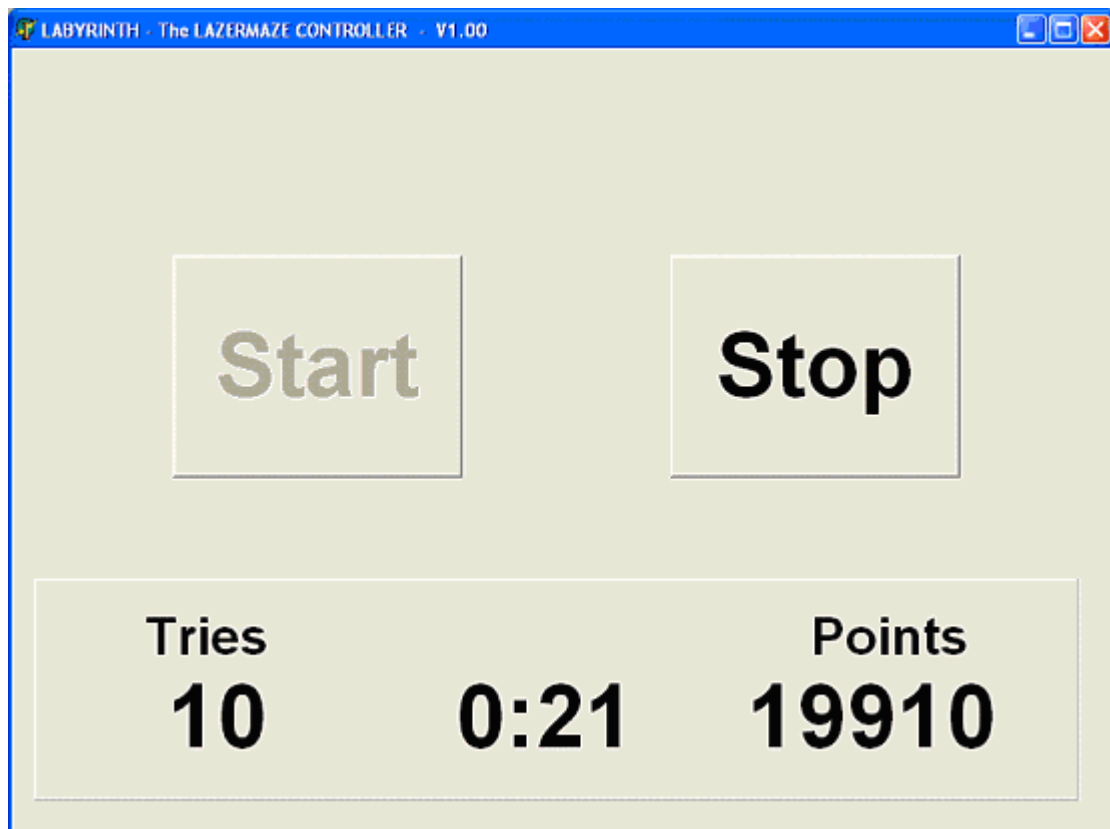 LABYRINTH - The LAZERMAZE CONTROLLER - V1.00
Start Stop
Tries Points
10 0:21 19910